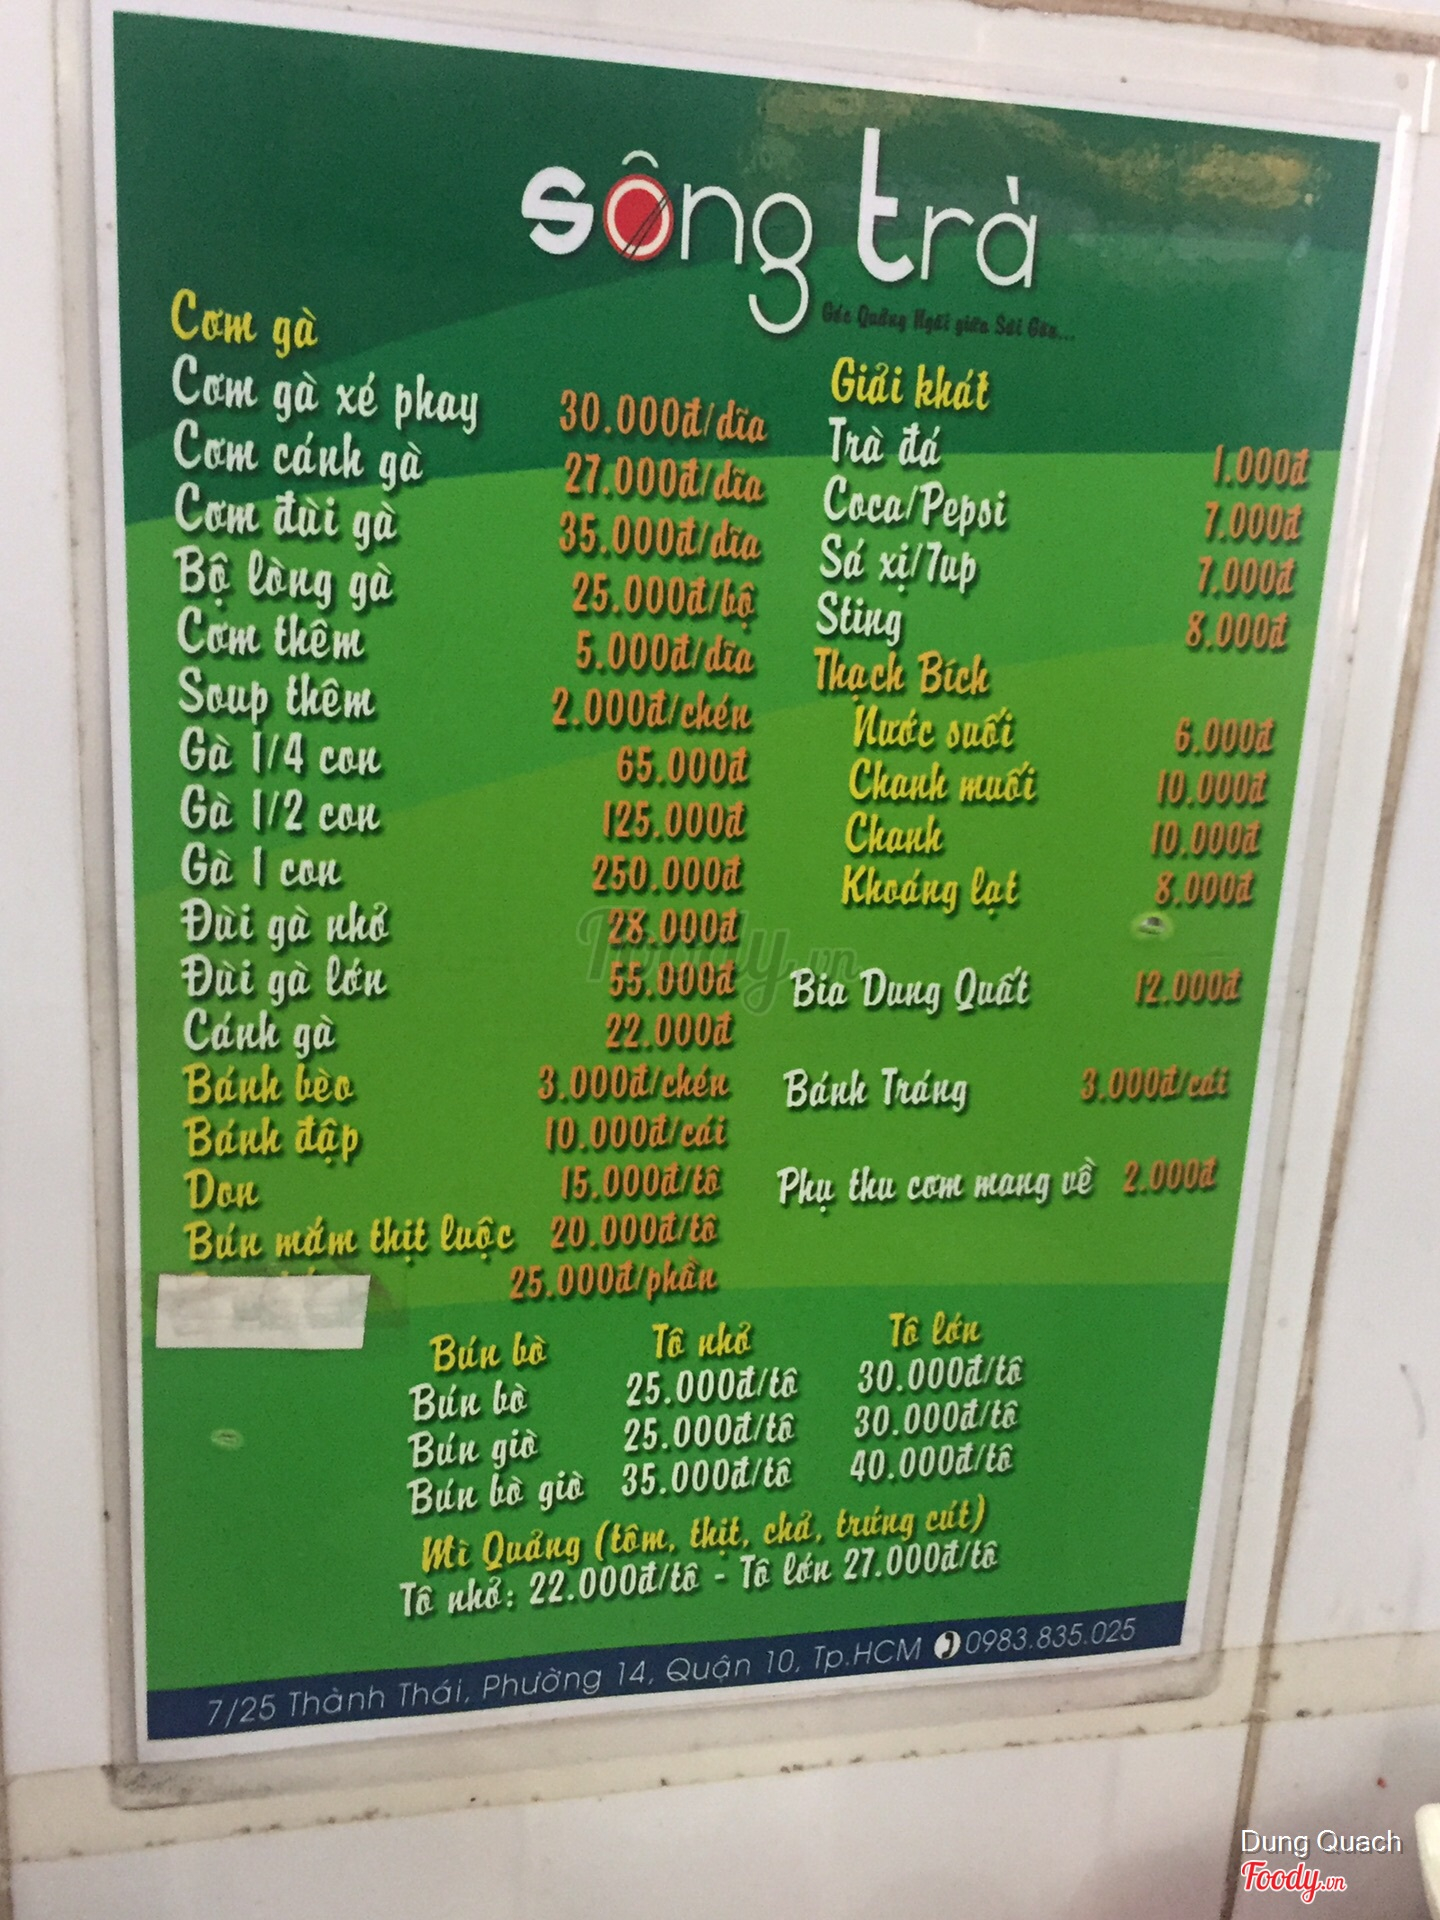 sông trà
Góc Quảng Ngãi giữa Sài Gòn...
Cơm gà
Cơm gà xé phay 30.000đ/dĩa
Cơm cánh gà 27.000đ/dĩa
Cơm đùi gà 35.000đ/dĩa
Bộ lòng gà 25.000đ/bộ
Cơm thêm 5.000đ/dĩa
Soup thêm 2.000đ/chén
Gà 1/4 con 65.000đ
Gà 1/2 con 125.000đ
Gà 1 con 250.000đ
Đùi gà nhỏ 28.000đ
Đùi gà lớn 55.000đ
Cánh gà 22.000đ
Bánh bèo 3.000đ/chén
Bánh đập 10.000đ/cái
Don 15.000đ/tô
Bún mắm thịt luộc 20.000đ/tô
25.000đ/phần
Giải khát
Trà đá 1.000đ
Coca/Pepsi 7.000đ
Sá xị/7up 7.000đ
Sting 8.000đ
Thạch Bích
Nước suối 6.000đ
Chanh muối 10.000đ
Chanh 10.000đ
Khoáng lạt 8.000đ
Bia Dung Quất 12.000đ
Bánh Tráng 3.000đ/cái
Phụ thu cơm mang về 2.000đ
Bún bò Tô nhỏ Tô lớn
Bún bò 25.000đ/tô 30.000đ/tô
Bún giò 25.000đ/tô 30.000đ/tô
Bún bò giò 35.000đ/tô 40.000đ/tô
Mì Quảng (tôm, thịt, chả, trứng cút)
Tô nhỏ: 22.000đ/tô - Tô lớn 27.000đ/tô
7/25 Thành Thái, Phường 14, Quận 10, Tp.HCM 0983.835.025
Foody.vn
Dung Quach
Foody.vn